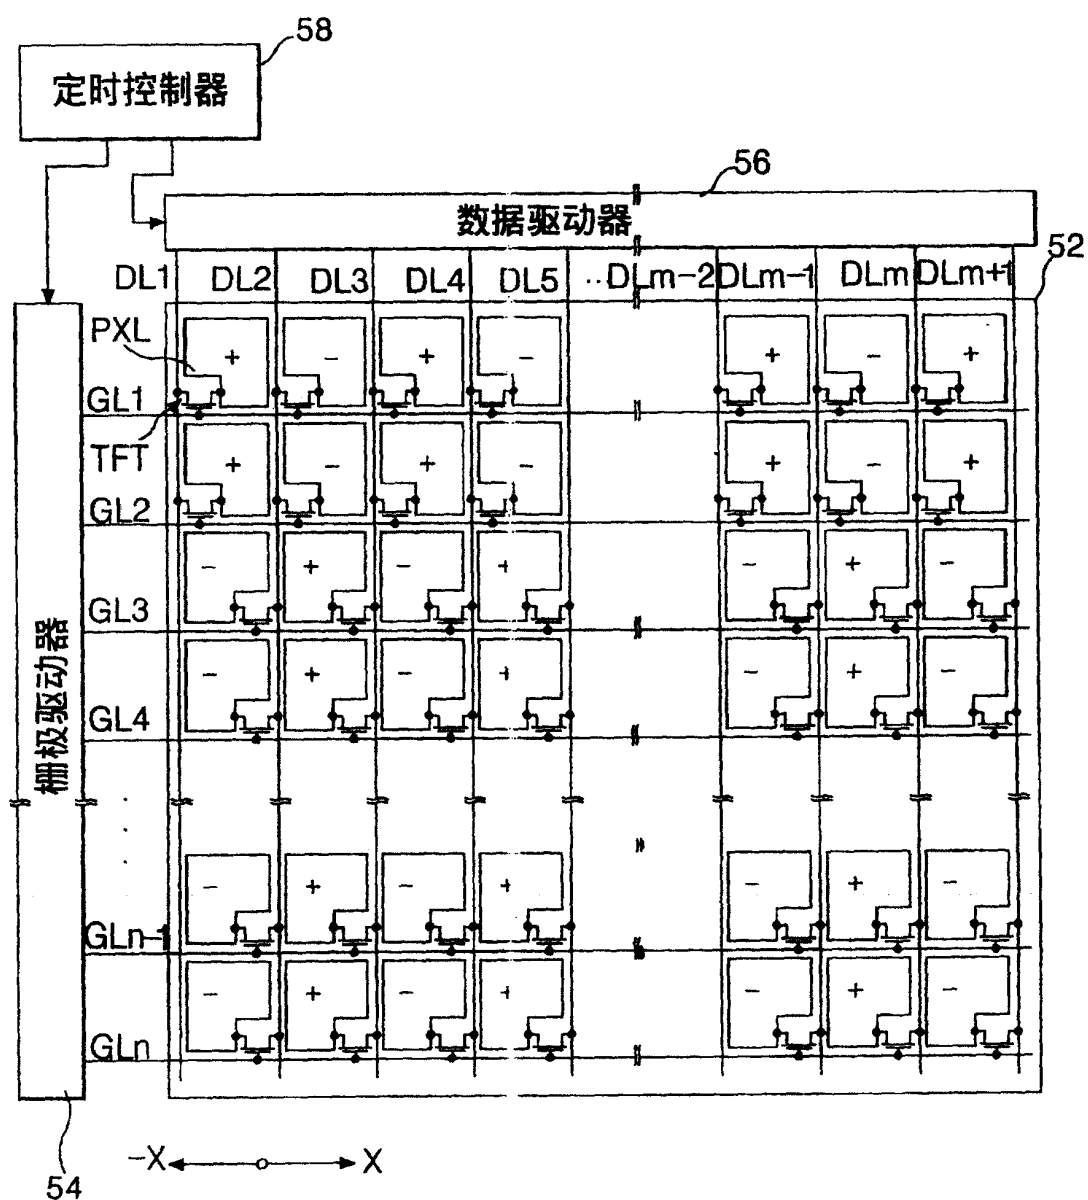 58
定时控制器
56
数据驱动器
52
DL1 DL2 DL3 DL4 DL5 ··DLm-2 DLm-1 DLm DLm+1
PXL
+ - + - + - +
GL1
TFT
+ - + - + - +
GL2
- + - + - + -
GL3
栅极驱动器
- + - + - + -
GL4
- + - + - + -
GLn-1
- + - + - + -
GLn
-X X
54